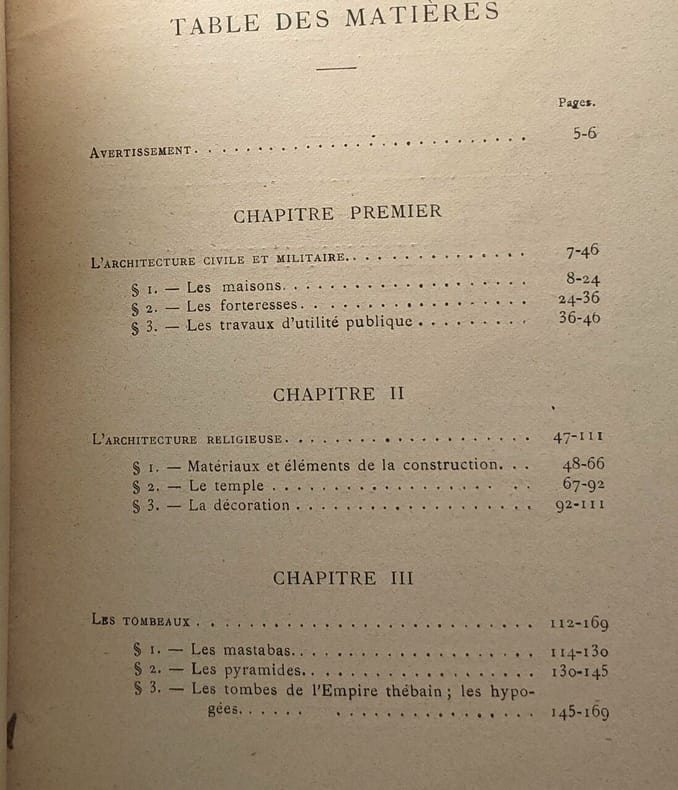 TABLE DES MATIÈRES
Pages.
AVERTISSEMENT. . . . . . . . . . . . . . . . . . . . . . . . . . 5-6
CHAPITRE PREMIER
L'ARCHITECTURE CIVILE ET MILITAIRE. . . . . . . . . . . . . . 7-46
§ 1. — Les maisons. . . . . . . . . . . . . . . . . . . 8-24
§ 2. — Les forteresses. . . . . . . . . . . . . . . . . . 24-36
§ 3. — Les travaux d'utilité publique . . . . . . . . . 36-46
CHAPITRE II
L'ARCHITECTURE RELIGIEUSE. . . . . . . . . . . . . . . . . . . 47-111
§ 1. — Matériaux et éléments de la construction. . . 48-66
§ 2. — Le temple . . . . . . . . . . . . . . . . . . . 67-92
§ 3. — La décoration . . . . . . . . . . . . . . . . . . . 92-111
CHAPITRE III
LES TOMBEAUX . . . . . . . . . . . . . . . . . . . . . . . . . . 112-169
§ 1. — Les mastabas. . . . . . . . . . . . . . . . . . . 114-130
§ 2. — Les pyramides. . . . . . . . . . . . . . . . . . 130-145
§ 3. — Les tombes de l'Empire thébain ; les hypo-
gées. . . . . . . . . . . . . . . . . . . . . . 145-169